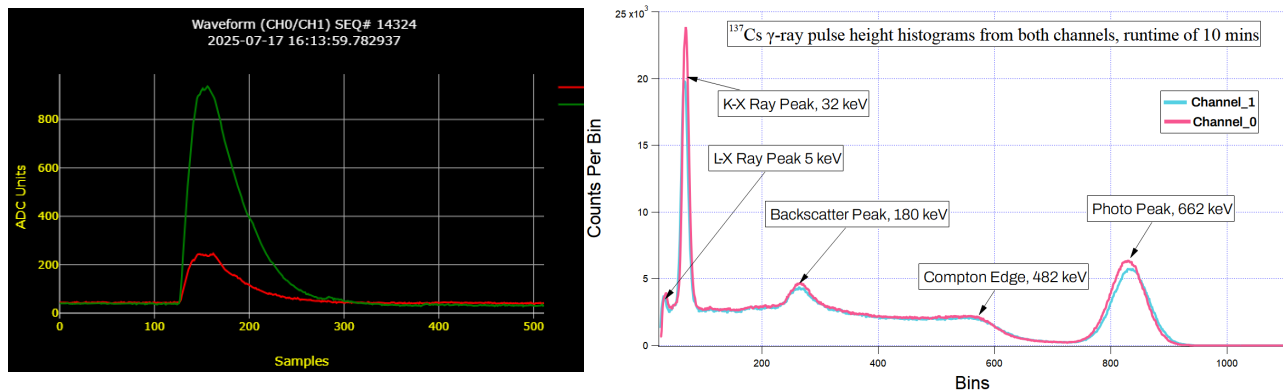 Waveform (CH0/CH1) SEQ# 14324
2025-07-17 16:13:59.782937
ADC Units
800
600
400
200
0
0 100 200 300 400 500
Samples
25 x10³
20
15
10
5
0
Counts Per Bin
¹³⁷Cs γ-ray pulse height histograms from both channels, runtime of 10 mins
K-X Ray Peak, 32 keV
Channel_1
Channel_0
L-X Ray Peak 5 keV
Backscatter Peak, 180 keV
Photo Peak, 662 keV
Compton Edge, 482 keV
200 400 600 800 1000
Bins